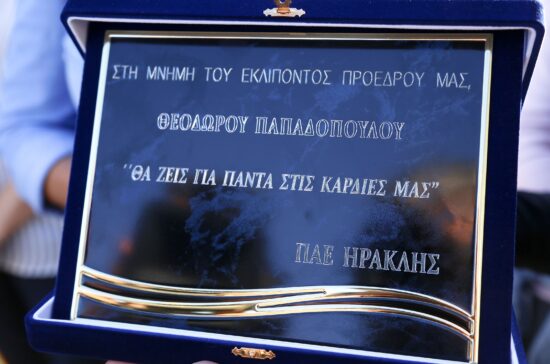 ΣΤΗ ΜΝΗΜΗ ΤΟΥ ΕΚΛΙΠΟΝΤΟΣ ΠΡΟΕΔΡΟΥ ΜΑΣ,
ΘΕΟΔΩΡΟΥ ΠΑΠΑΔΟΠΟΥΛΟΥ
"ΘΑ ΖΕΙΣ ΓΙΑ ΠΑΝΤΑ ΣΤΙΣ ΚΑΡΔΙΕΣ ΜΑΣ"
ΠΑΕ ΗΡΑΚΛΗΣ